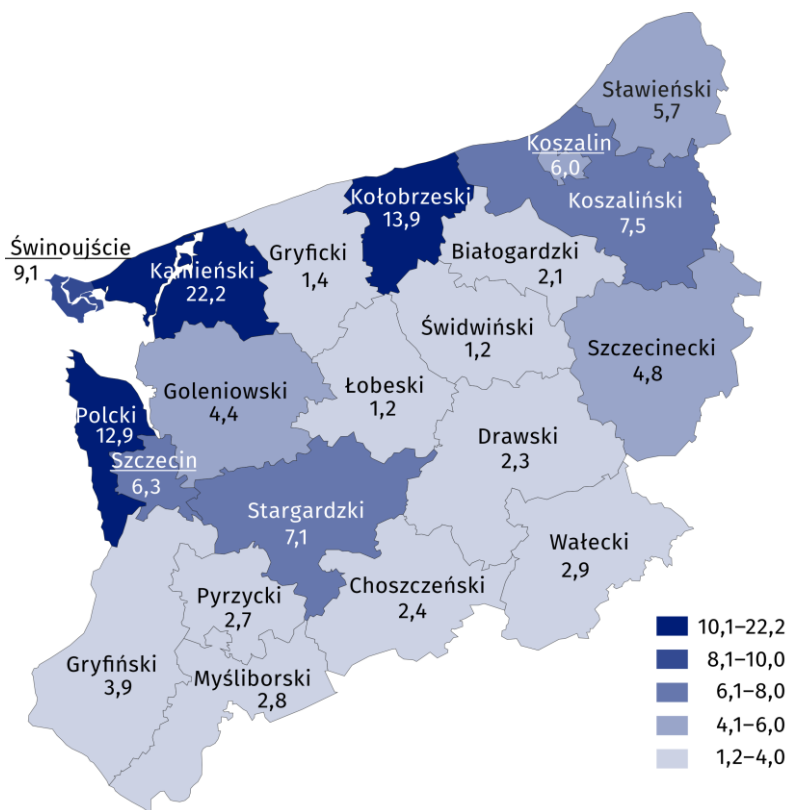 Sławieński
5,7
Koszalin
6,0
Kołobrzeski
13,9
Koszaliński
7,5
Świnoujście
9,1
Kamieński
22,2
Gryficki
1,4
Białogardzki
2,1
Świdwiński
1,2
Szczecinecki
4,8
Goleniowski
4,4
Łobeski
1,2
Polcki
12,9
Drawski
2,3
Szczecin
6,3
Stargardzki
7,1
Wałecki
2,9
Choszczeński
2,4
Pyrzycki
2,7
Gryfiński
3,9
Myśliborski
2,8
10,1–22,2
8,1–10,0
6,1–8,0
4,1–6,0
1,2–4,0